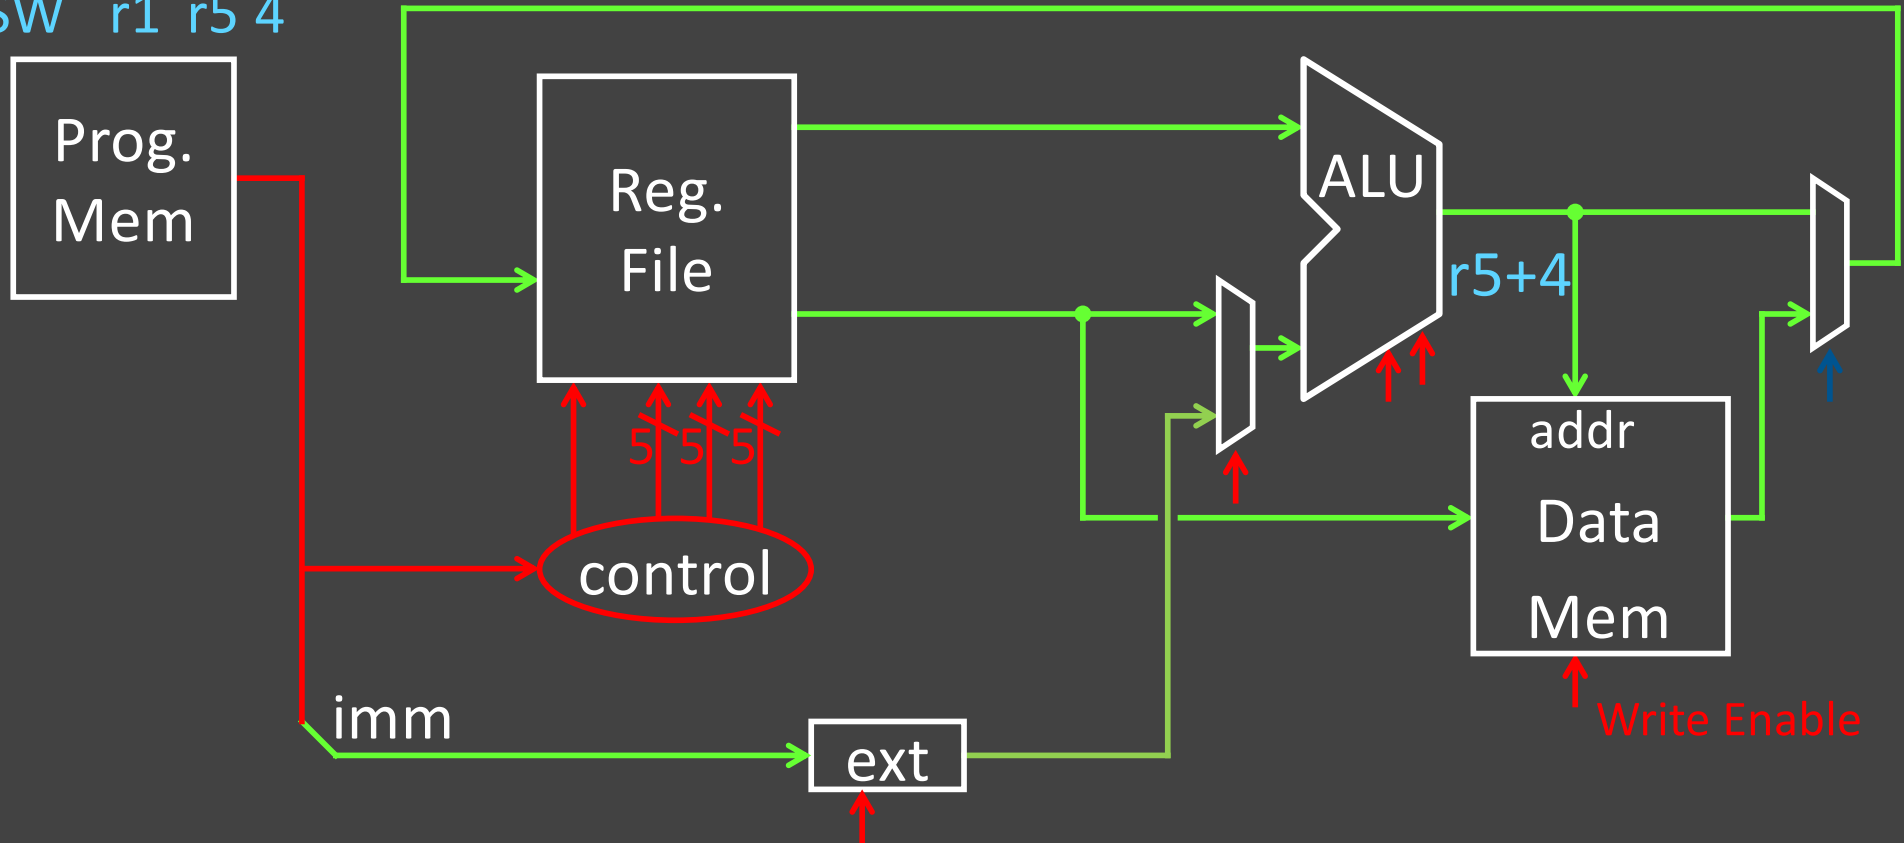 SW r1 r5 4
Prog.
Mem
Reg.
File
ALU
r5+4
5 5 5
control
addr
Data
Mem
Write Enable
imm
ext